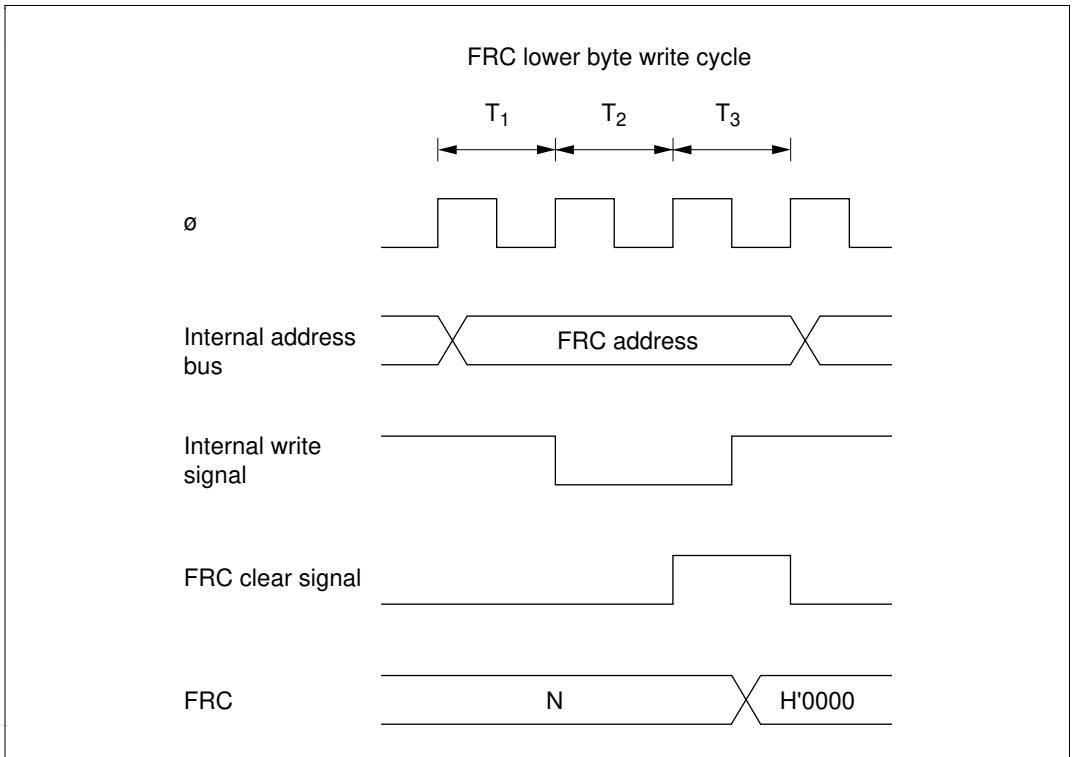 FRC lower byte write cycle
T1 T2 T3
ø
Internal address
bus
FRC address
Internal write
signal
FRC clear signal
FRC
N
H'0000